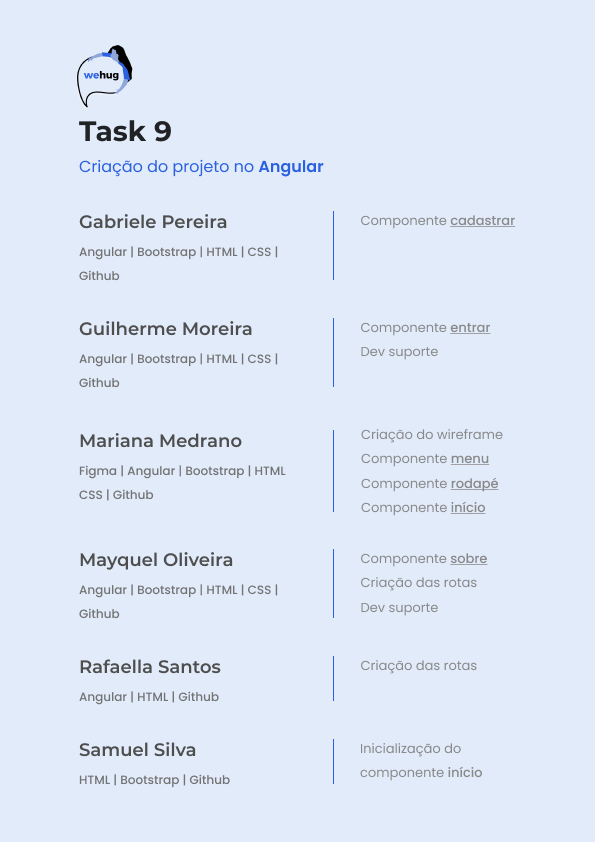 wehug
Task 9
Criação do projeto no Angular
Gabriele Pereira
Angular | Bootstrap | HTML | CSS |
Github
Componente cadastrar
Guilherme Moreira
Angular | Bootstrap | HTML | CSS |
Github
Componente entrar
Dev suporte
Mariana Medrano
Figma | Angular | Bootstrap | HTML
CSS | Github
Criação do wireframe
Componente menu
Componente rodapé
Componente início
Mayquel Oliveira
Angular | Bootstrap | HTML | CSS |
Github
Componente sobre
Criação das rotas
Dev suporte
Rafaella Santos
Angular | HTML | Github
Criação das rotas
Samuel Silva
HTML | Bootstrap | Github
Inicialização do
componente início